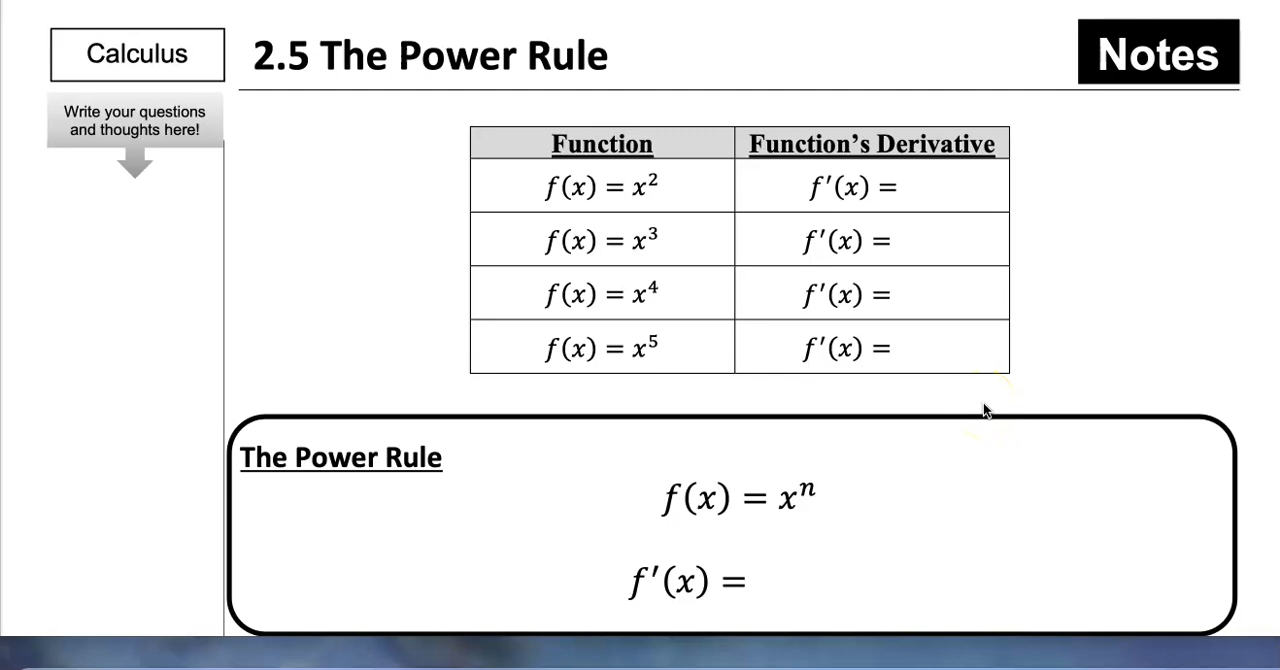 Calculus
2.5 The Power Rule
Notes
Write your questions
and thoughts here!
Function Function’s Derivative
f(x) = x² f′(x) =
f(x) = x³ f′(x) =
f(x) = x⁴ f′(x) =
f(x) = x⁵ f′(x) =
The Power Rule
f(x) = xⁿ
f′(x) =